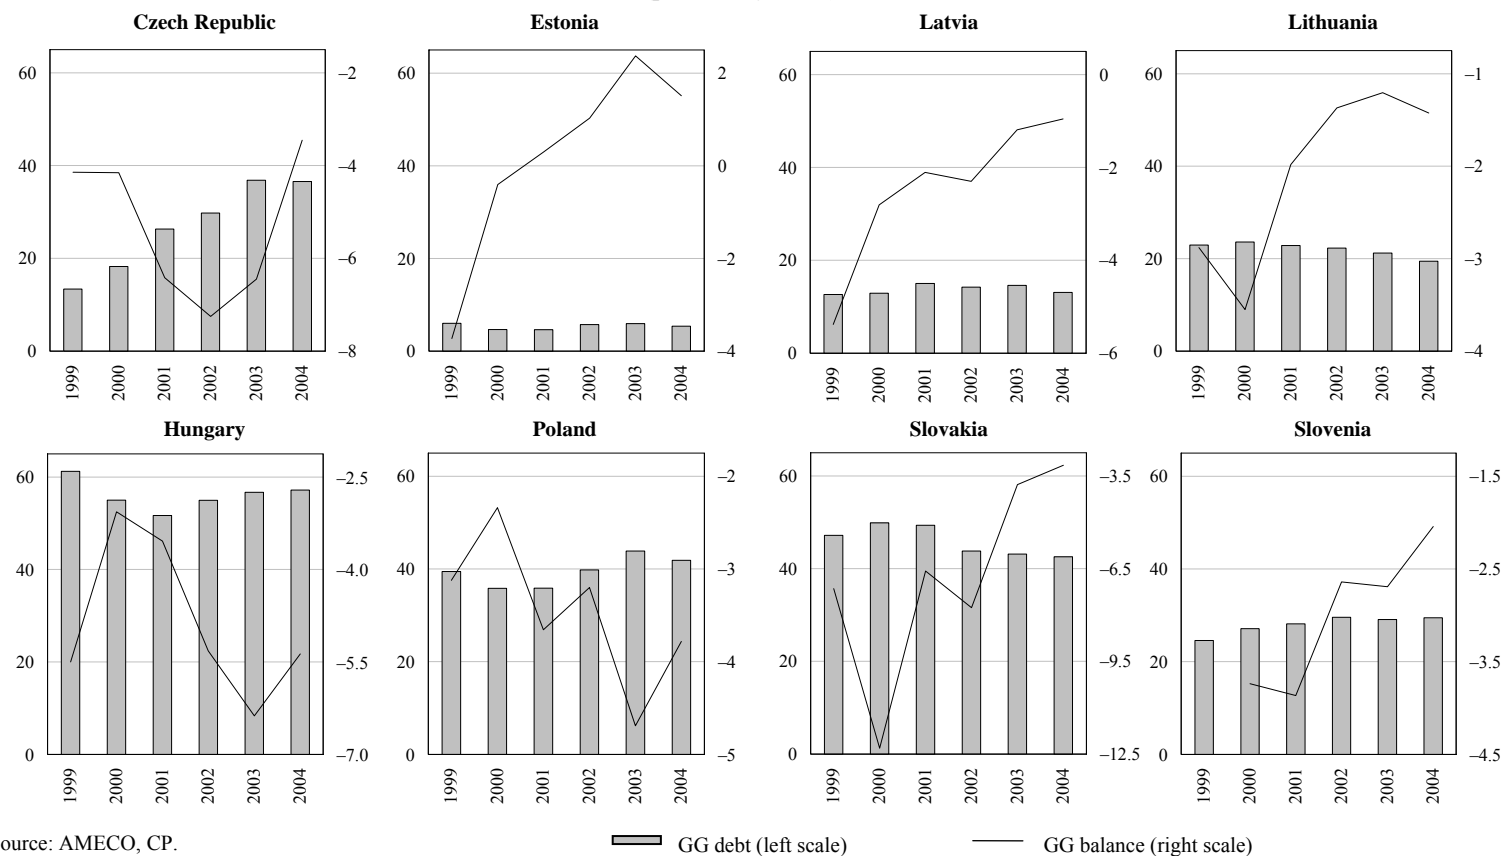 Czech Republic
Estonia
Latvia
Lithuania
60 –2 60 2 60 0 60 –1
40 –4 40 0 40 –2 40 –2
20 –6 20 –2 20 –4 20 –3
0 –8 0 –4 0 –6 0 –4
1999 2000 2001 2002 2003 2004 1999 2000 2001 2002 2003 2004 1999 2000 2001 2002 2003 2004 1999 2000 2001 2002 2003 2004
Hungary
Poland
Slovakia
Slovenia
60 –2.5 60 –2 60 –3.5 60 –1.5
40 –4.0 40 –3 40 –6.5 40 –2.5
20 –5.5 20 –4 20 –9.5 20 –3.5
0 –7.0 0 –5 0 –12.5 0 –4.5
1999 2000 2001 2002 2003 2004 1999 2000 2001 2002 2003 2004 1999 2000 2001 2002 2003 2004 1999 2000 2001 2002 2003 2004
ource: AMECO, CP.
GG debt (left scale)
GG balance (right scale)